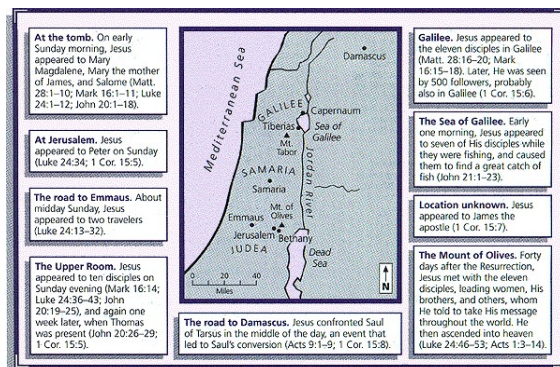 At the tomb. On early
Sunday morning, Jesus
appeared to Mary
Magdalene, Mary the mother
of James, and Salome (Matt.
28:1–10; Mark 16:1–11; Luke
24:1–12; John 20:1–18).
At Jerusalem. Jesus
appeared to Peter on Sunday
(Luke 24:34; 1 Cor. 15:5).
The road to Emmaus. About
midday Sunday, Jesus
appeared to two travelers
(Luke 24:13–32).
The Upper Room. Jesus
appeared to ten disciples on
Sunday evening (Mark 16:14;
Luke 24:36–43; John
20:19–25), and again one
week later, when Thomas
was present (John 20:26–29;
1 Cor. 15:5).
Mediterranean Sea
Damascus
GALILEE
Capernaum
Tiberias
Sea of
Galilee
Mt.
Tabor
SAMARIA
Samaria
Jordan River
Mt. of
Olives
Emmaus
Jerusalem
Bethany
JUDEA
Dead
Sea
0 20 40
Miles
N
The road to Damascus. Jesus confronted Saul
of Tarsus in the middle of the day, an event that
led to Saul's conversion (Acts 9:1–9; 1 Cor. 15:8).
Galilee. Jesus appeared to
the eleven disciples in Galilee
(Matt. 28:16–20; Mark
16:15–18). Later, He was seen
by 500 followers, probably
also in Galilee (1 Cor. 15:6).
The Sea of Galilee. Early
one morning, Jesus appeared
to seven of His disciples while
they were fishing, and caused
them to find a great catch of
fish (John 21:1–23).
Location unknown. Jesus
appeared to James the
apostle (1 Cor. 15:7).
The Mount of Olives. Forty
days after the Resurrection,
Jesus met with the eleven
disciples, leading women, His
brothers, and others, whom
He told to take His message
throughout the world. He
then ascended into heaven
(Luke 24:46–53; Acts 1:3–14).